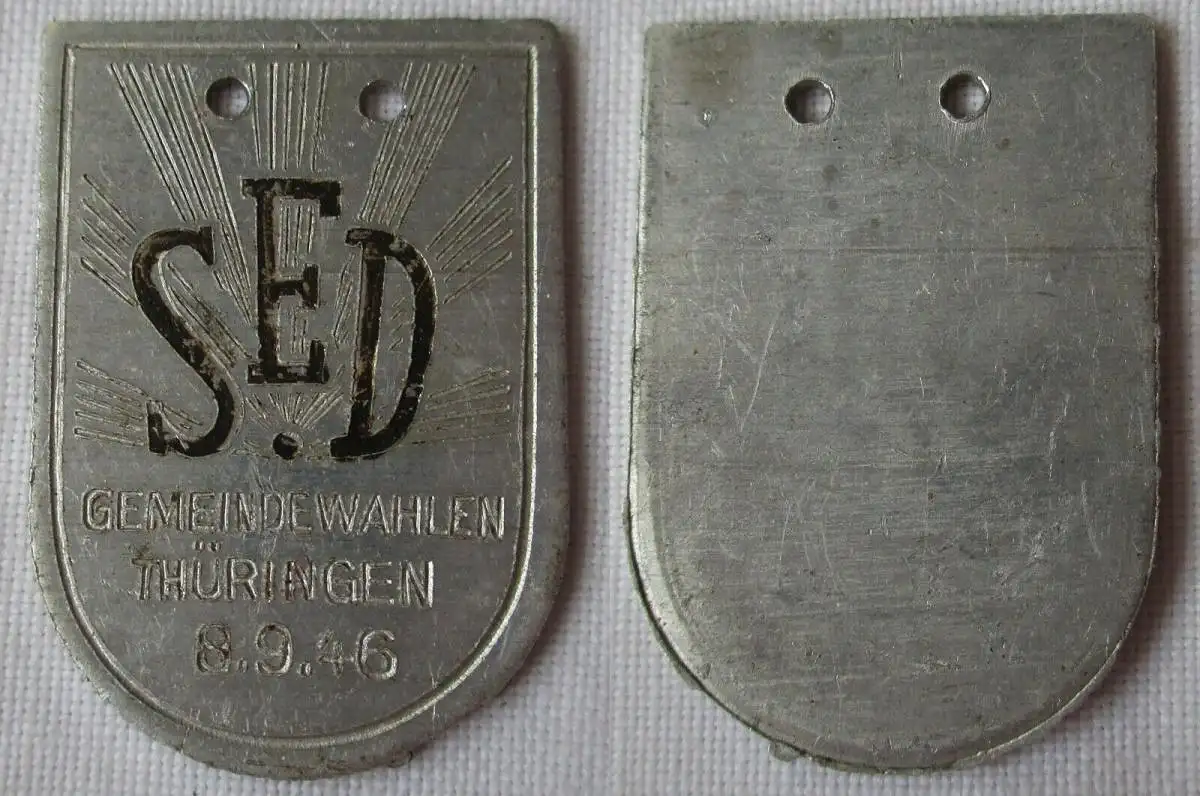 SED
GEMEINDEWAHLEN
THÜRINGEN
8.9.46